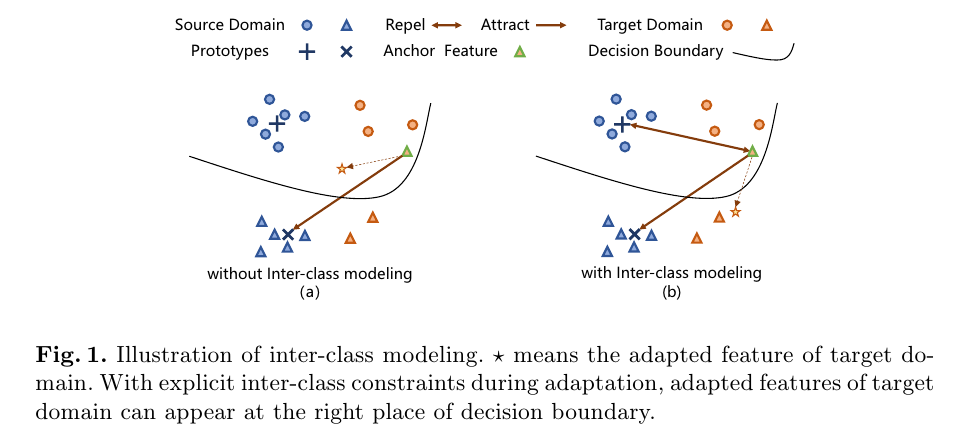 Source Domain Repel Attract Target Domain
Prototypes Anchor Feature Decision Boundary
without Inter-class modeling
(a)
with Inter-class modeling
(b)
Fig. 1. Illustration of inter-class modeling. ⋆ means the adapted feature of target do-
main. With explicit inter-class constraints during adaptation, adapted features of target
domain can appear at the right place of decision boundary.